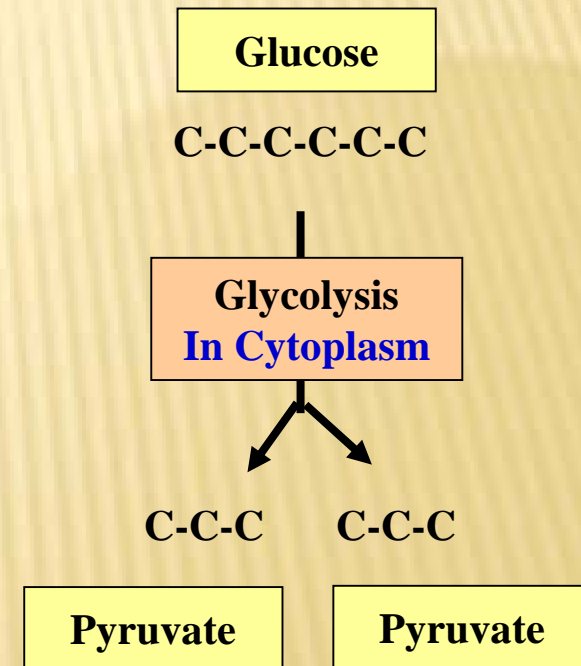 Glucose
C-C-C-C-C-C
Glycolysis
In Cytoplasm
C-C-C C-C-C
Pyruvate Pyruvate